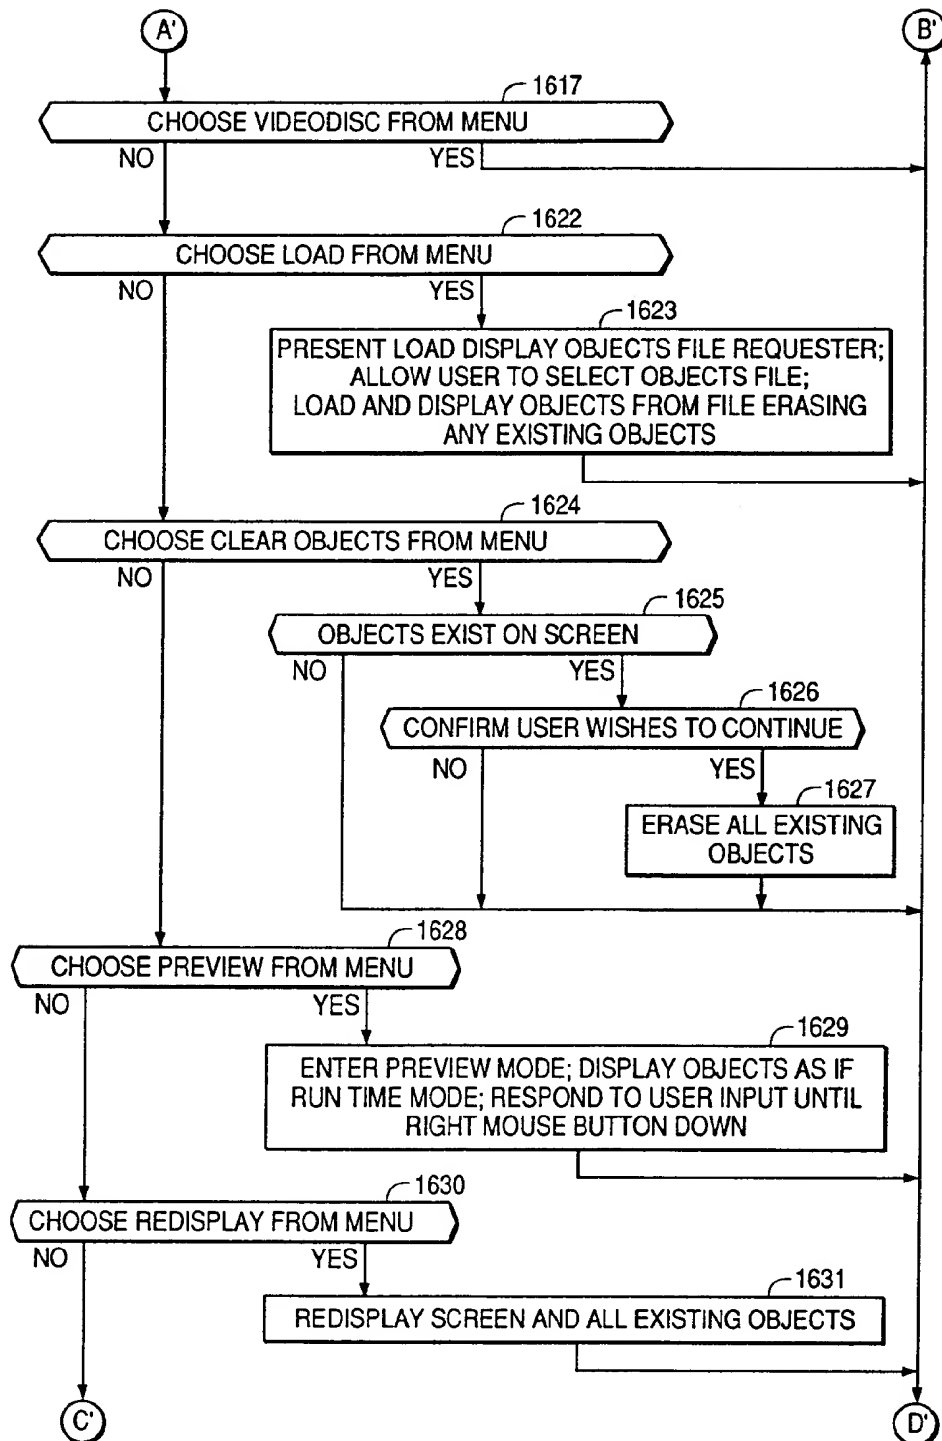 A'
B'
1617
CHOOSE VIDEODISC FROM MENU
NO
YES
1622
CHOOSE LOAD FROM MENU
NO
YES
1623
PRESENT LOAD DISPLAY OBJECTS FILE REQUESTER;
ALLOW USER TO SELECT OBJECTS FILE;
LOAD AND DISPLAY OBJECTS FROM FILE ERASING
ANY EXISTING OBJECTS
1624
CHOOSE CLEAR OBJECTS FROM MENU
NO
YES
1625
OBJECTS EXIST ON SCREEN
NO
YES
1626
CONFIRM USER WISHES TO CONTINUE
NO
YES
1627
ERASE ALL EXISTING
OBJECTS
1628
CHOOSE PREVIEW FROM MENU
NO
YES
1629
ENTER PREVIEW MODE; DISPLAY OBJECTS AS IF
RUN TIME MODE; RESPOND TO USER INPUT UNTIL
RIGHT MOUSE BUTTON DOWN
1630
CHOOSE REDISPLAY FROM MENU
NO
YES
1631
REDISPLAY SCREEN AND ALL EXISTING OBJECTS
C'
D'